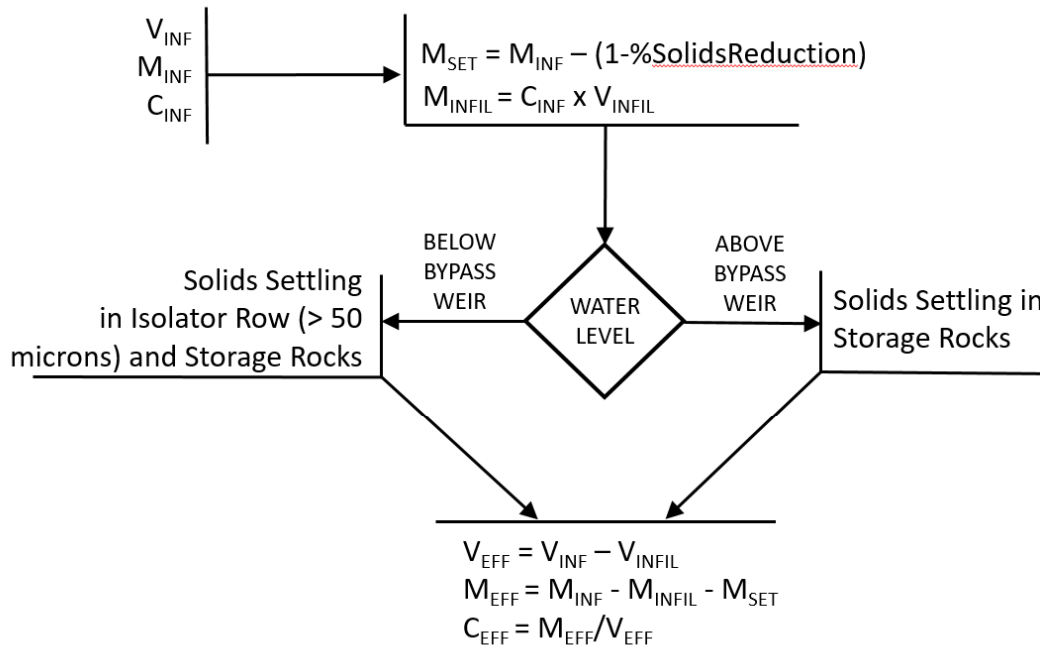 V_INF
M_INF
C_INF
M_SET = M_INF – (1-%SolidsReduction)
M_INFIL = C_INF x V_INFIL
BELOW
BYPASS
WEIR
ABOVE
BYPASS
WEIR
WATER
LEVEL
Solids Settling
in Isolator Row (> 50
microns) and Storage Rocks
Solids Settling in
Storage Rocks
V_EFF = V_INF – V_INFIL
M_EFF = M_INF - M_INFIL - M_SET
C_EFF = M_EFF/V_EFF